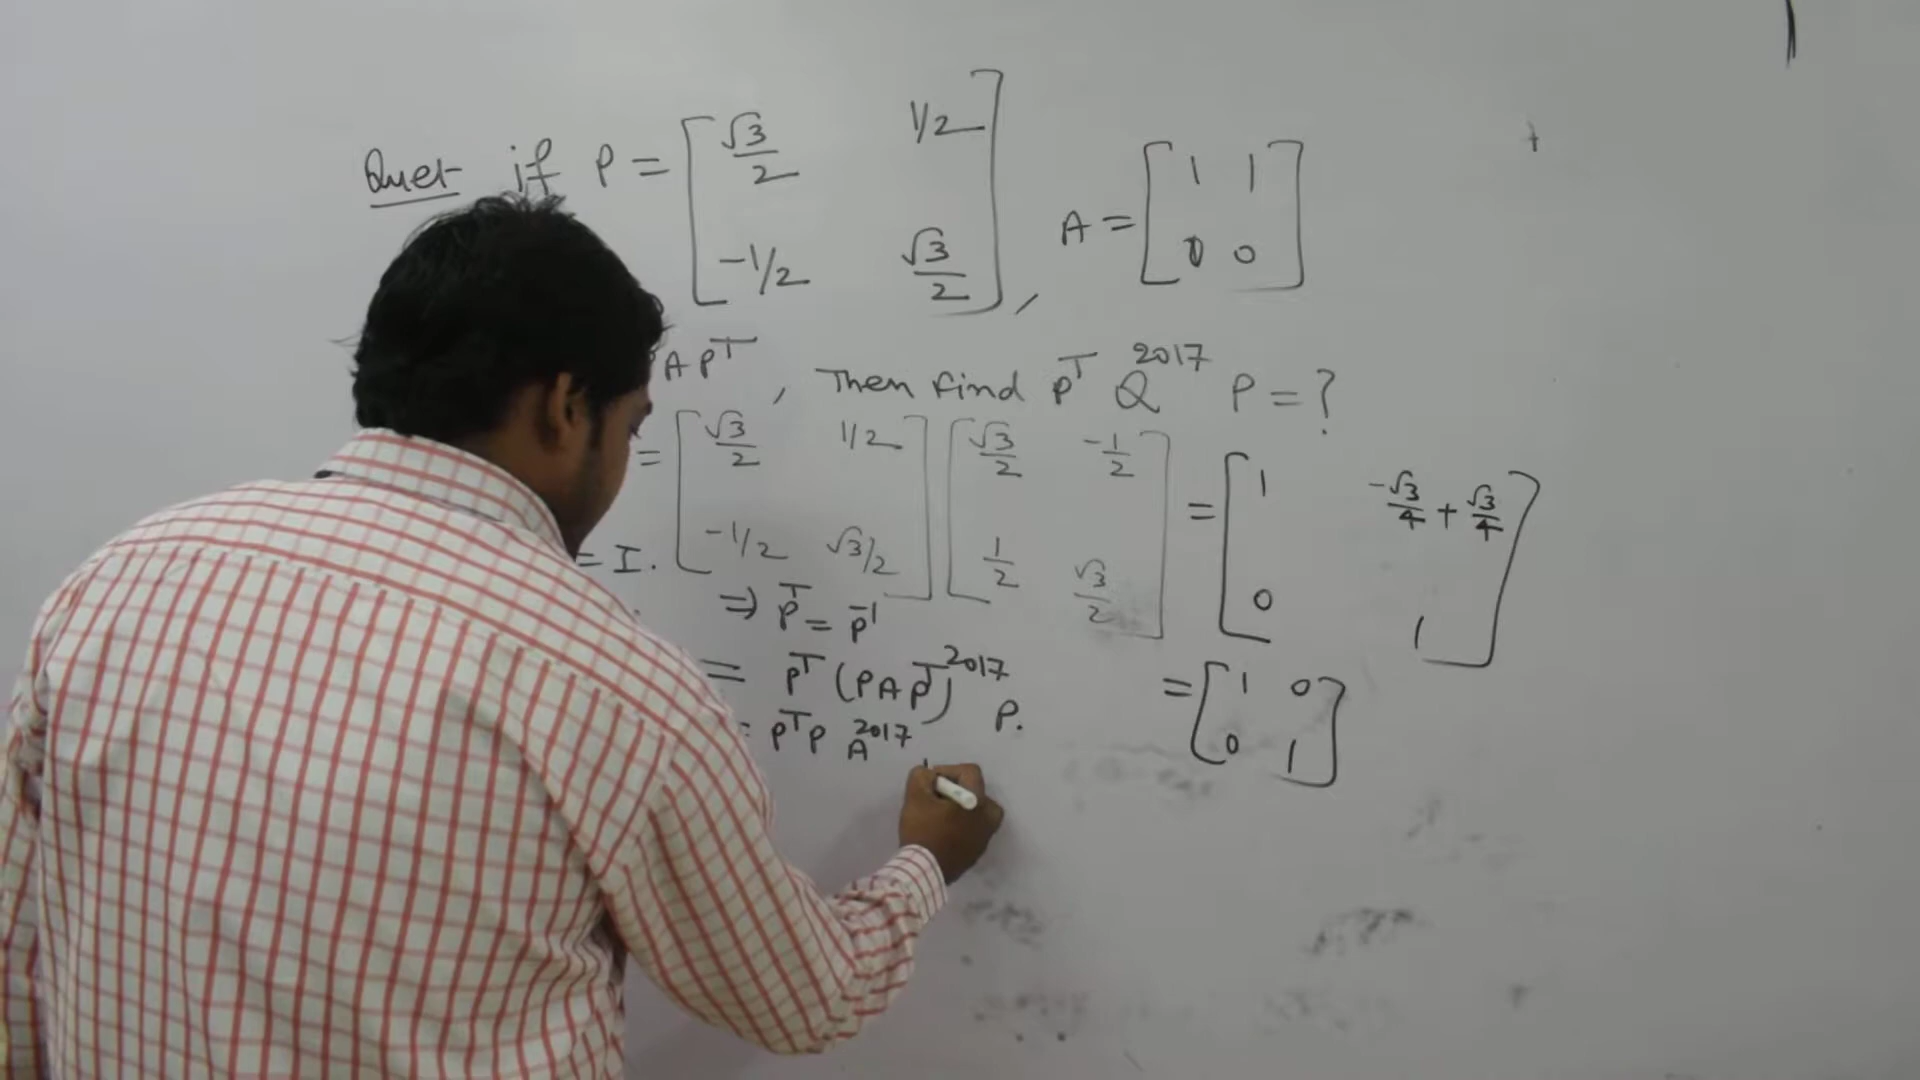 Quest if P = [ √3/2 1/2 ; -1/2 √3/2 ] , A = [ 1 1 ; 0 0 ]
A P^T , Then find P^T Q^2017 P = ?
= [ √3/2 1/2 ; -1/2 √3/2 ] [ √3/2 -1/2 ; 1/2 √3/2 ] = [ 1 -√3/4 + √3/4 ; 0 1 ]
= I.
⇒ P^T = P^-1
= P^T (P A P^T)^2017 P.
= [ 1 0 ; 0 1 ]
= P^T P A^2017